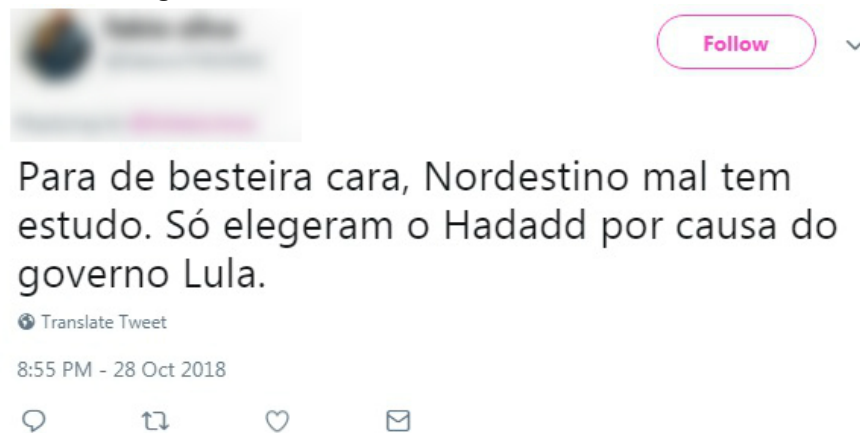 Follow
Para de besteira cara, Nordestino mal tem
estudo. Só elegeram o Hadadd por causa do
governo Lula.
Translate Tweet
8:55 PM - 28 Oct 2018